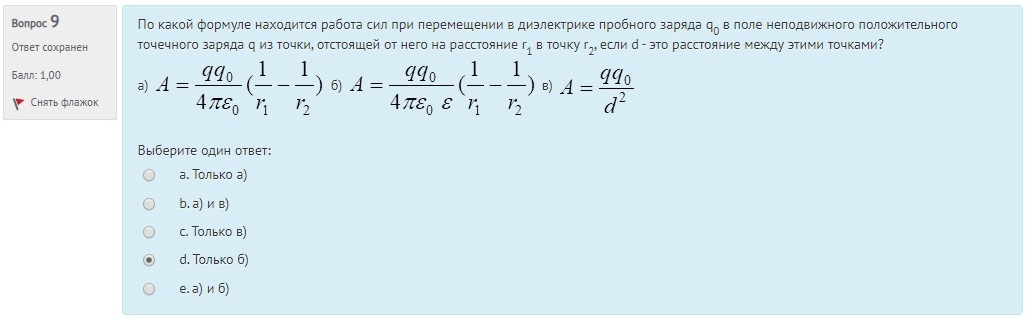 Вопрос 9
Ответ сохранен
Балл: 1,00
Снять флажок
По какой формуле находится работа сил при перемещении в диэлектрике пробного заряда q₀ в поле неподвижного положительного
точечного заряда q из точки, отстоящей от него на расстояние r₁ в точку r₂, если d - это расстояние между этими точками?
а) A = qq₀/4πε₀ (1/r₁ − 1/r₂) б) A = qq₀/4πε₀ ε (1/r₁ − 1/r₂) в) A = qq₀/d²
Выберите один ответ:
a. Только а)
b. а) и в)
c. Только в)
d. Только б)
e. а) и б)